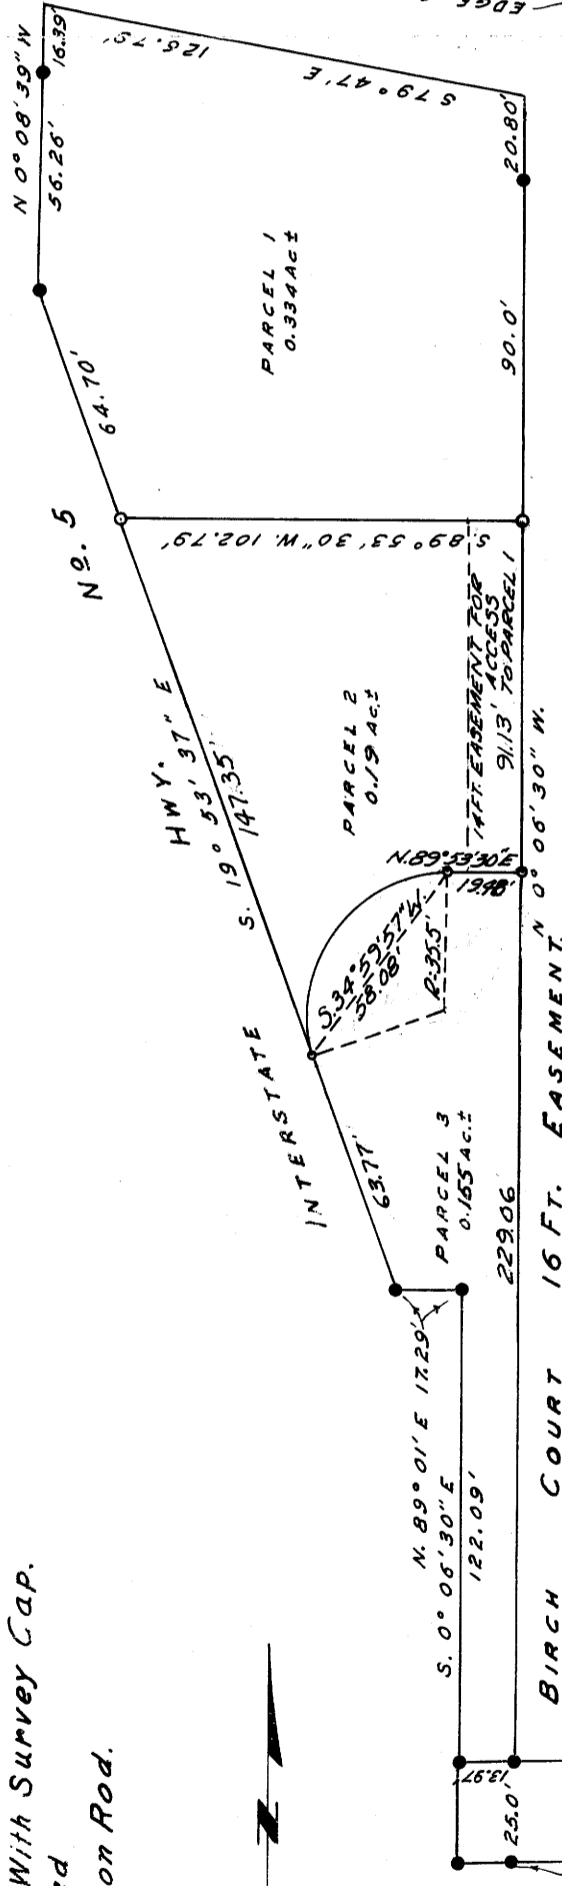 With Survey Cap.
on Rod.
N
EDGE
N 0° 08' 39" W
16.39'
56.26'
125.75'
S 79° 47' E
20.80'
64.70'
PARCEL 1
0.334 Ac ±
90.0'
HWY. No. 5
INTERSTATE
S. 19° 53' 37" E
147.35'
S. 89° 53' 30" W. 102.79'
PARCEL 2
0.19 Ac. ±
14 FT. EASEMENT FOR
ACCESS
91.13' TO PARCEL 1
N. 89° 53' 30" E
19.48'
S. 34° 59' 57" W
58.08'
R=35.5'
63.77'
PARCEL 3
0.155 Ac. ±
N 0° 06' 30" W.
229.06
N. 89° 01' E 17.29'
S. 0° 06' 30" E
122.09'
13.97'
25.0'
BIRCH COURT 16 FT. EASEMENT